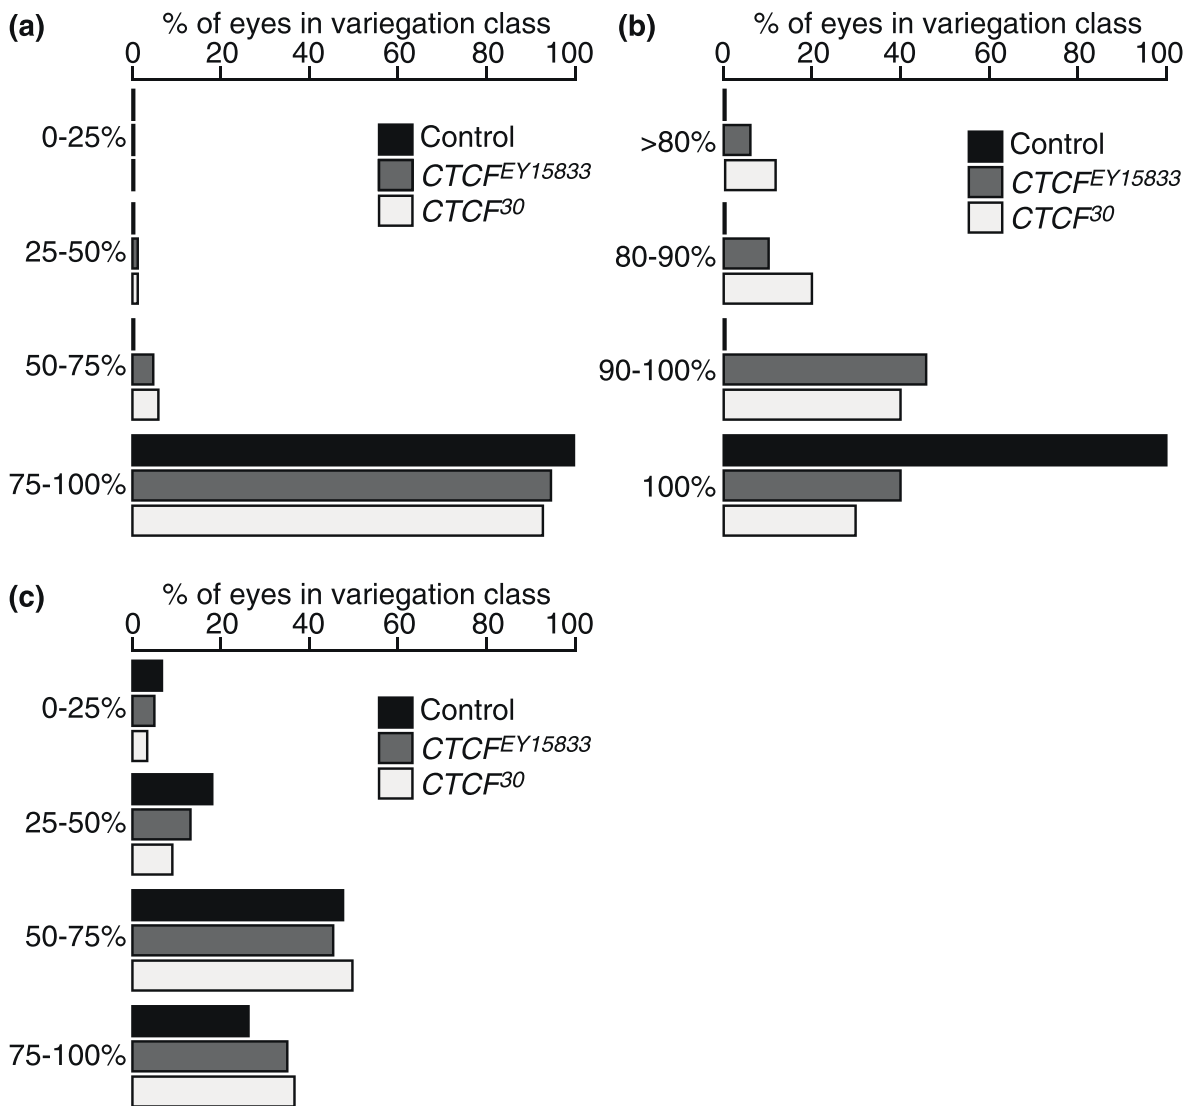 (a)
% of eyes in variegation class
0 20 40 60 80 100
0-25%
25-50%
50-75%
75-100%
Control
CTCF^EY15833
CTCF^30
(b)
% of eyes in variegation class
0 20 40 60 80 100
>80%
80-90%
90-100%
100%
Control
CTCF^EY15833
CTCF^30
(c)
% of eyes in variegation class
0 20 40 60 80 100
0-25%
25-50%
50-75%
75-100%
Control
CTCF^EY15833
CTCF^30